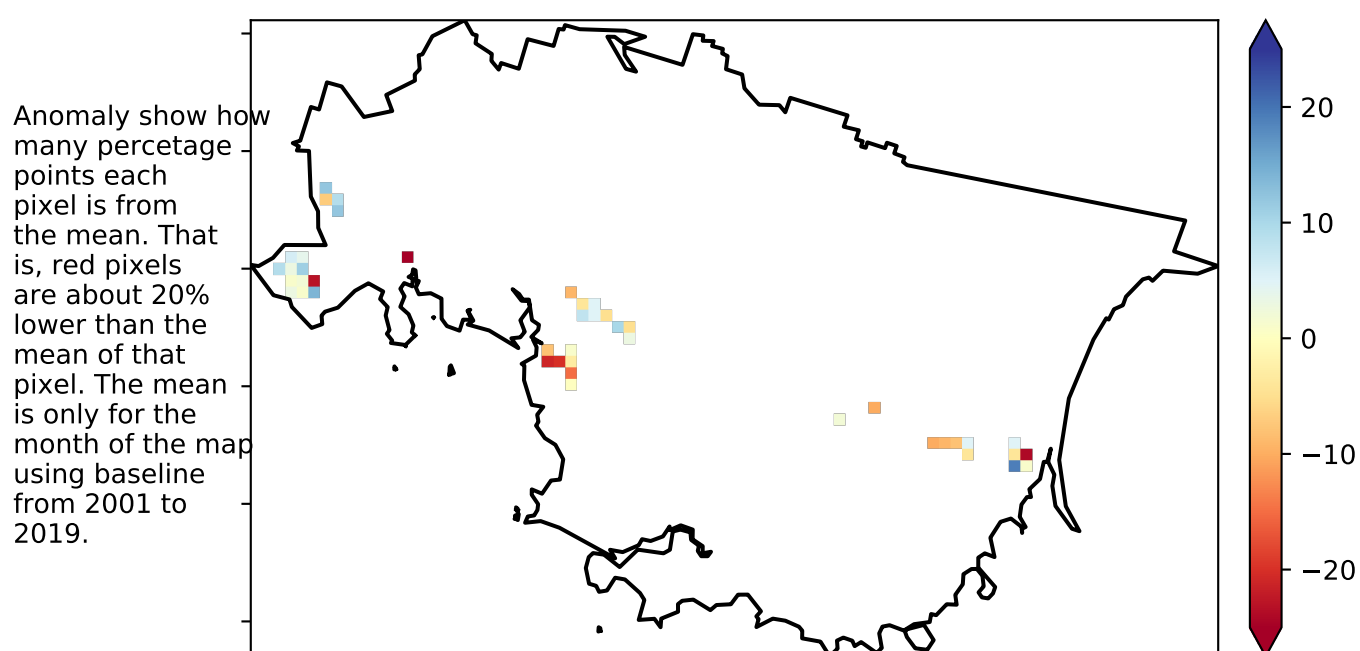 Anomaly show how
many percetage
points each
pixel is from
the mean. That
is, red pixels
are about 20%
lower than the
mean of that
pixel. The mean
is only for the
month of the map
using baseline
from 2001 to
2019.
20
10
0
−10
−20